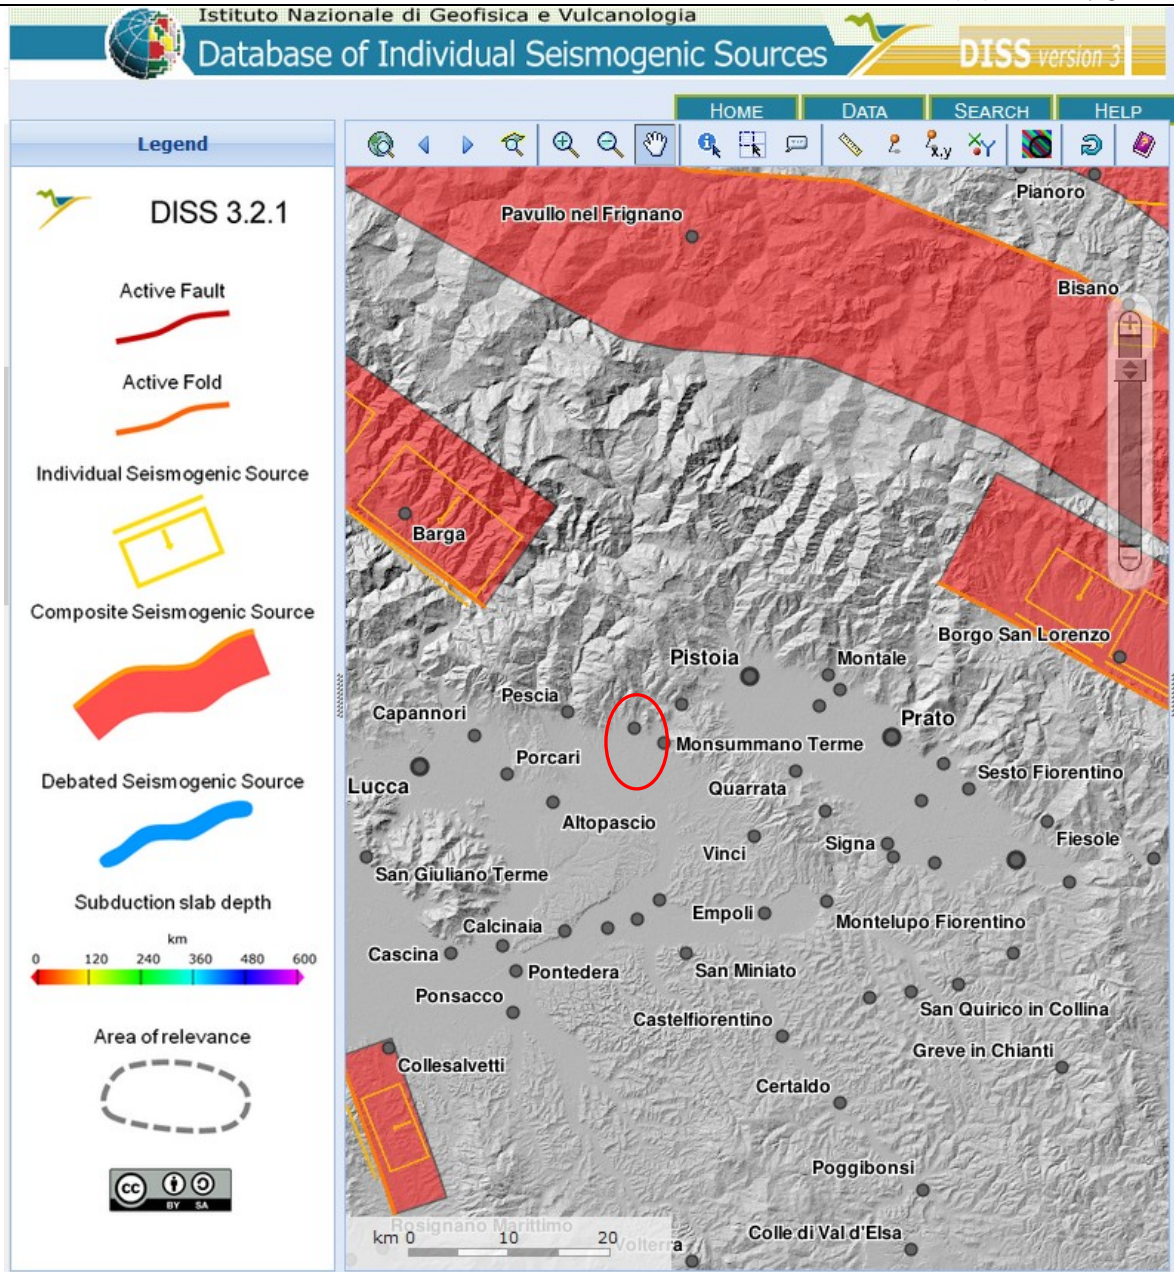 Istituto Nazionale di Geofisica e Vulcanologia
Database of Individual Seismogenic Sources
DISS version 3
HOME DATA SEARCH HELP
Legend
DISS 3.2.1
Active Fault
Active Fold
Individual Seismogenic Source
Composite Seismogenic Source
Debated Seismogenic Source
Subduction slab depth
km
0 120 240 360 480 600
Area of relevance
cc BY SA
x,y
XY
Pianoro
Pavullo nel Frignano
Bisano
Barga
Borgo San Lorenzo
Pistoia
Montale
Pescia
Capannori
Prato
Monsummano Terme
Porcari
Sesto Fiorentino
Lucca
Quarrata
Altopascio
Fiesole
Signa
Vinci
San Giuliano Terme
Empoli
Montelupo Fiorentino
Calcinaia
Cascina
Pontedera
San Miniato
Ponsacco
San Quirico in Collina
Castelfiorentino
Greve in Chianti
Collesalvetti
Certaldo
Poggibonsi
Rosignano Marittimo
Colle di Val d'Elsa
Volterra
km 0 10 20